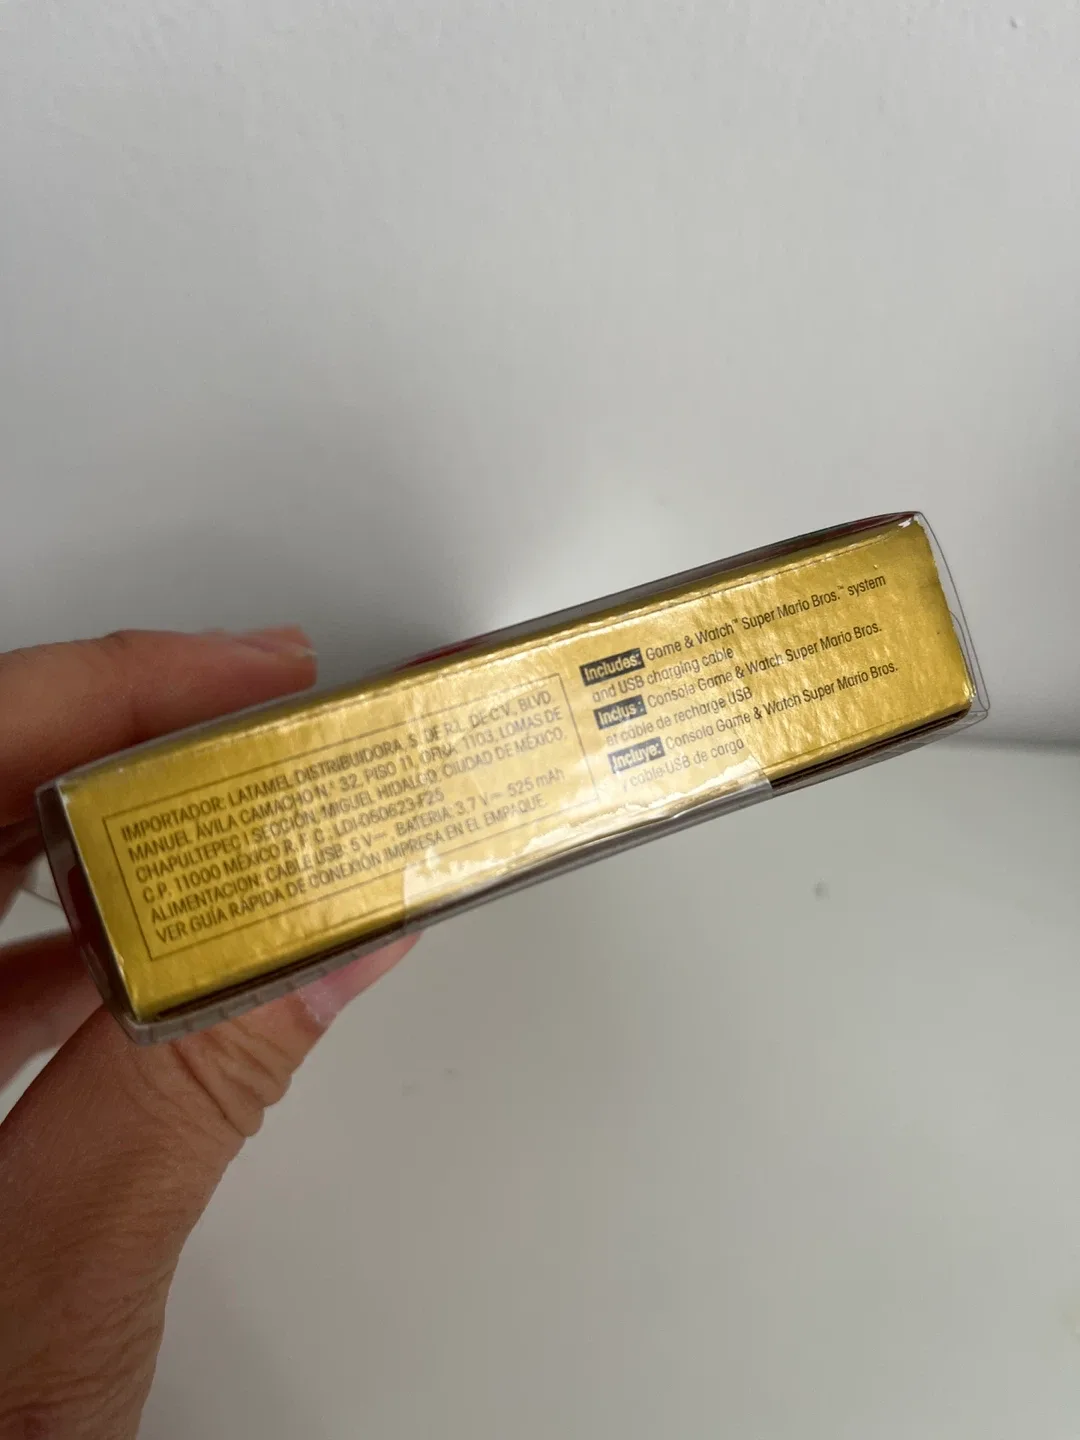 IMPORTADOR: LATAMEL DISTRIBUIDORA, S. DE R.L. DE C.V., BLVD.
MANUEL ÁVILA CAMACHO N.° 32, PISO 11, OFNA. 1103, LOMAS DE
CHAPULTEPEC I SECCIÓN, MIGUEL HIDALGO, CIUDAD DE MÉXICO,
C.P. 11000 MÉXICO R.F.C.: LDI-060623-F25
ALIMENTACIÓN: CABLE USB: 5 V⎓ BATERÍA: 3.7 V⎓ 525 mAh
VER GUÍA RÁPIDA DE CONEXIÓN IMPRESA EN EL EMPAQUE.
Includes: Game & Watch™ Super Mario Bros.™ system
and USB charging cable
Inclus : Console Game & Watch Super Mario Bros.
et câble de recharge USB
Incluye: Consola Game & Watch Super Mario Bros.
y cable USB de carga